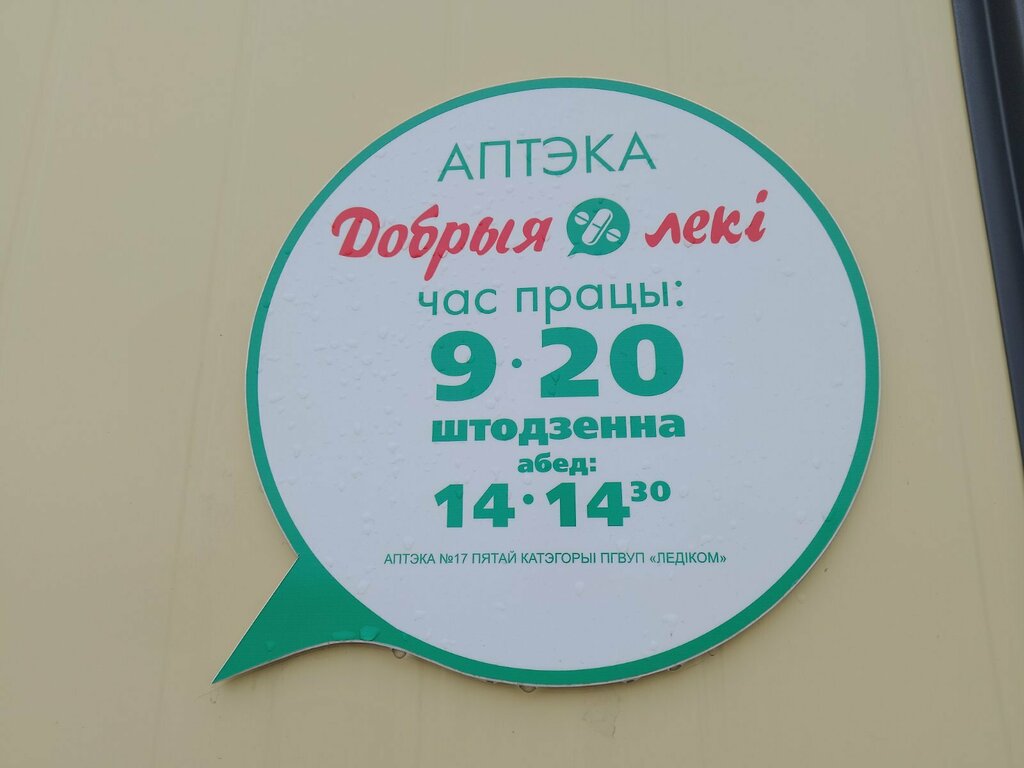 АПТЭКА
Добрыя лекі
час працы:
9·20
штодзенна
абед:
14·14³⁰
АПТЭКА №17 ПЯТАЙ КАТЭГОРЫІ ПГВУП «ЛЕДІКОМ»